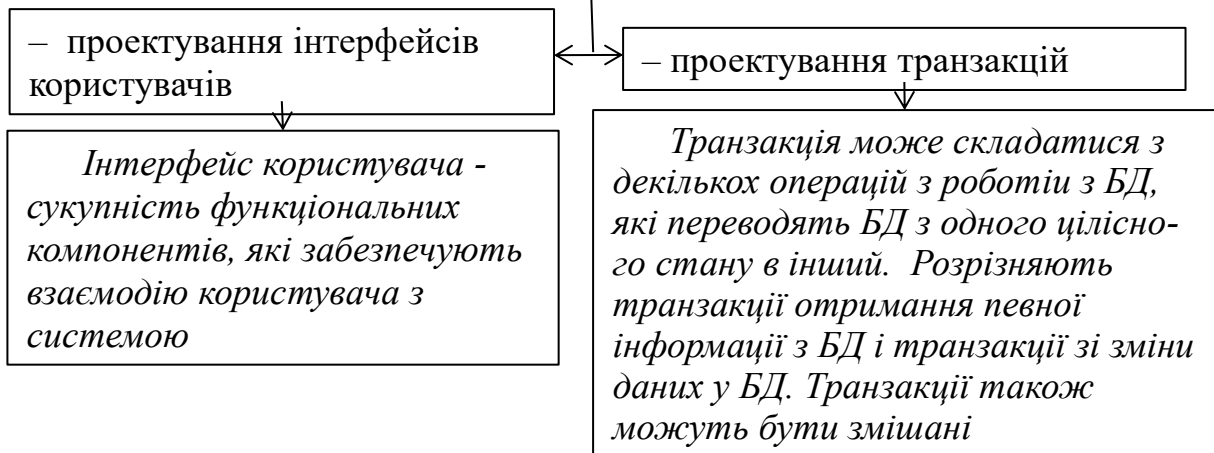 – проектування інтерфейсів
користувачів
– проектування транзакцій
Інтерфейс користувача -
сукупність функціональних
компонентів, які забезпечують
взаємодію користувача з
системою
Транзакція може складатися з
декількох операцій з роботіи з БД,
які переводять БД з одного цілісно-
го стану в інший. Розрізняють
транзакції отримання певної
інформації з БД і транзакції зі зміни
даних у БД. Транзакції також
можуть бути змішані